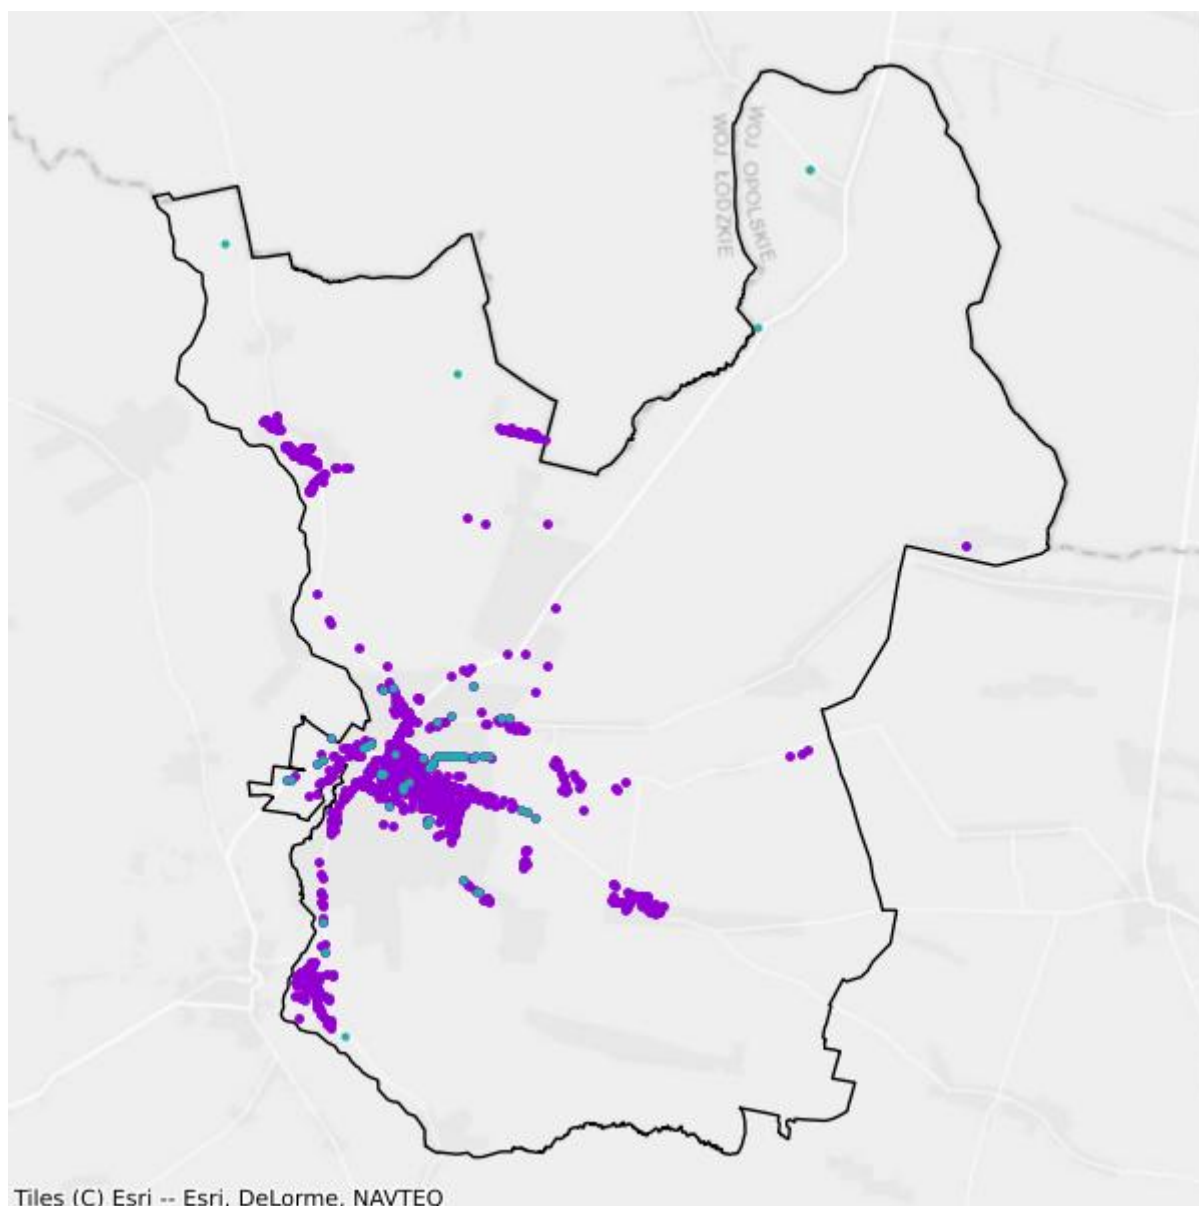 WOJ. OPOLSKIE
WOJ. ŁÓDZKIE
Tiles (C) Esri -- Esri, DeLorme, NAVTEQ